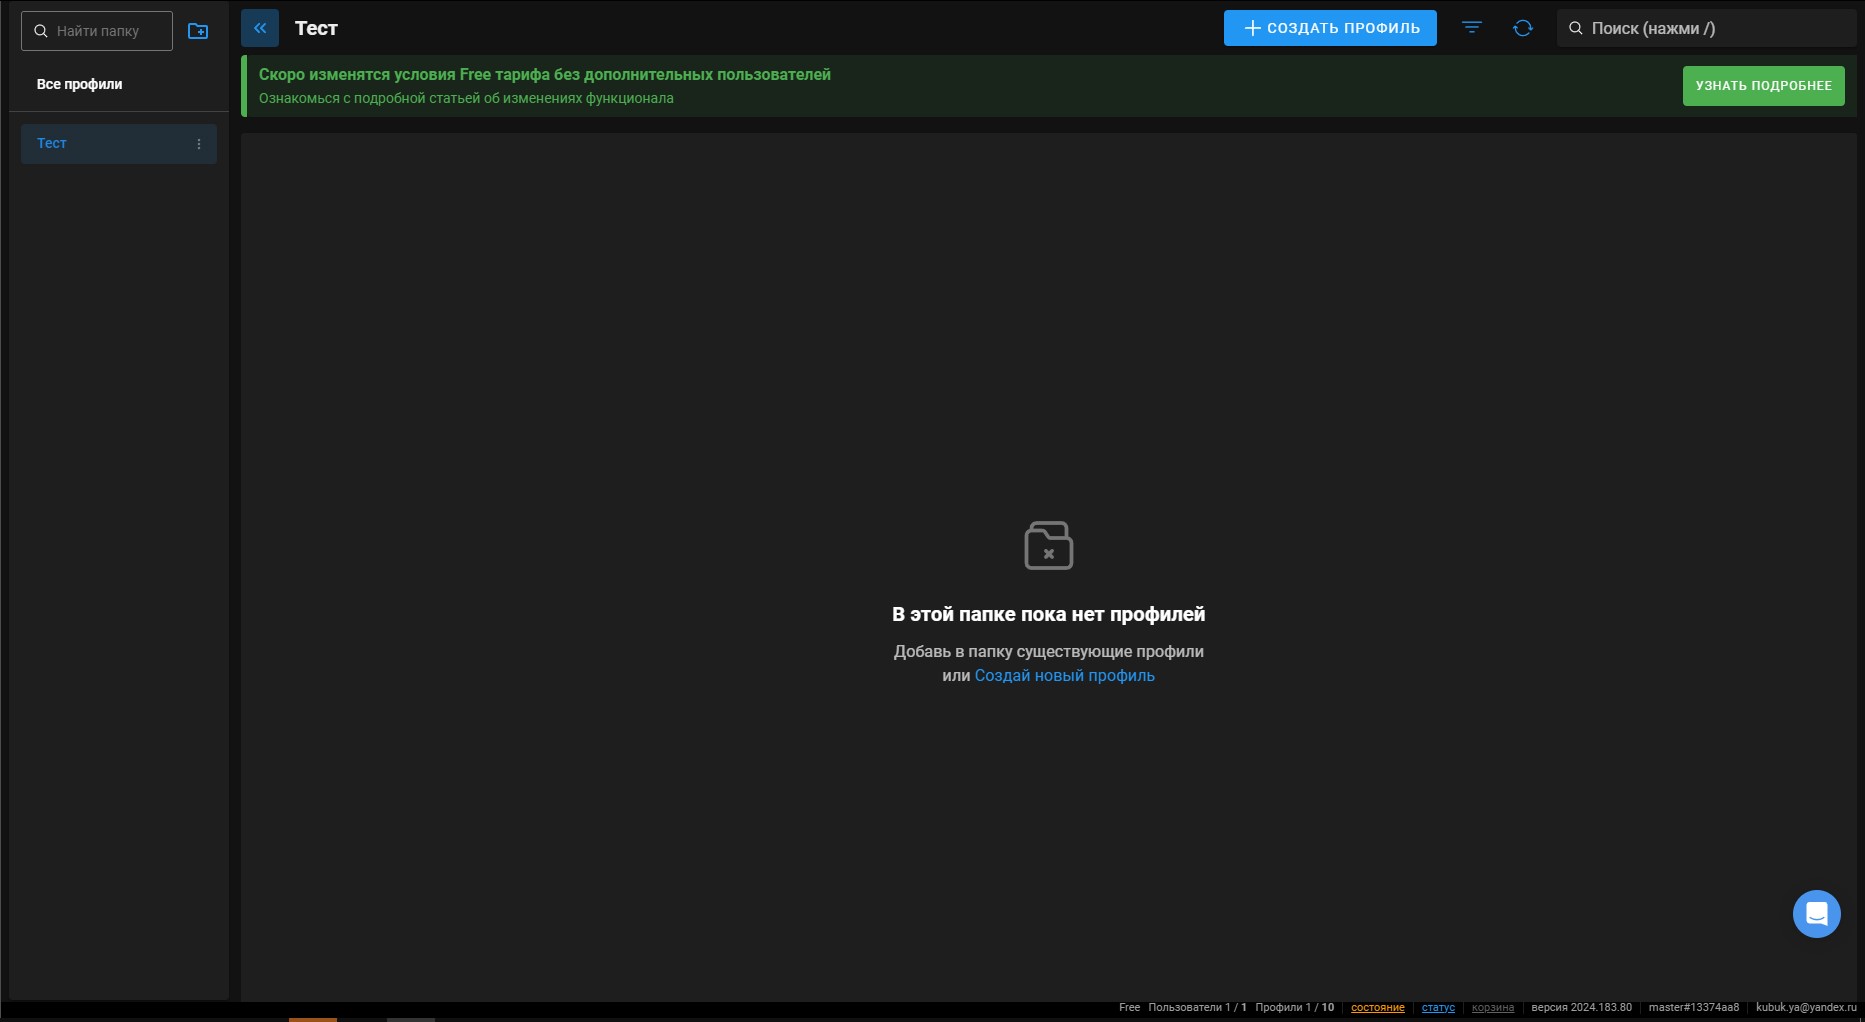 Найти папку
Все профили
Тест
Тест
СОЗДАТЬ ПРОФИЛЬ
Поиск (нажми /)
Скоро изменятся условия Free тарифа без дополнительных пользователей
Ознакомься с подробной статьей об изменениях функционала
УЗНАТЬ ПОДРОБНЕЕ
В этой папке пока нет профилей
Добавь в папку существующие профили
или Создай новый профиль
Free Пользователи 1 / 1 Профили 1 / 10 состояние статус корзина версия 2024.183.80 master#13374aa8 kubuk.ya@yandex.ru